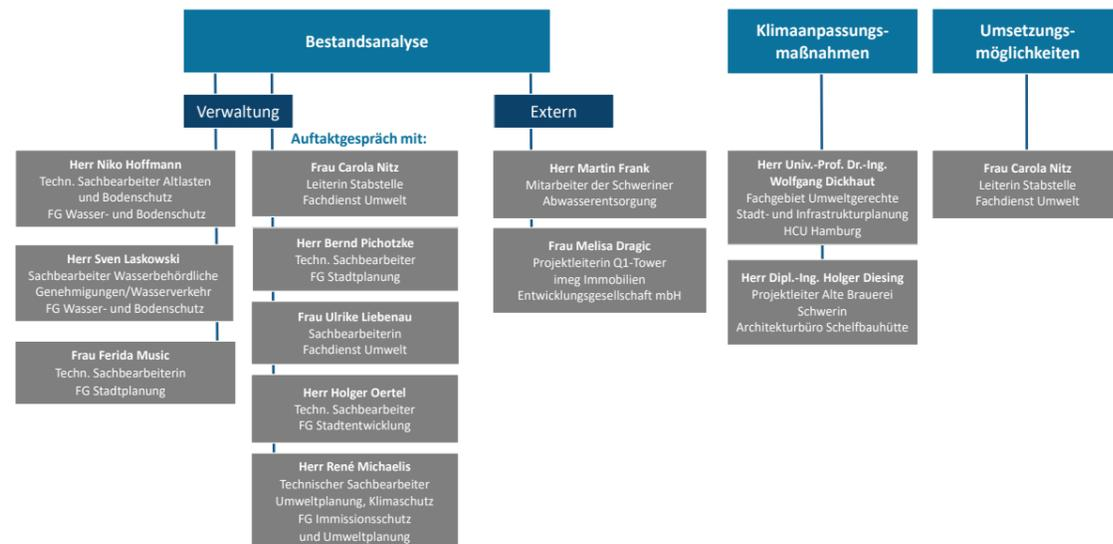 Bestandsanalyse
Verwaltung
Herr Niko Hoffmann
Techn. Sachbearbeiter Altlasten
und Bodenschutz
FG Wasser- und Bodenschutz
Herr Sven Laskowski
Sachbearbeiter Wasserbehördliche
Genehmigungen/Wasserverkehr
FG Wasser- und Bodenschutz
Frau Ferida Music
Techn. Sachbearbeiterin
FG Stadtplanung
Auftaktgespräch mit:
Frau Carola Nitz
Leiterin Stabstelle
Fachdienst Umwelt
Herr Bernd Pichotzke
Techn. Sachbearbeiter
FG Stadtplanung
Frau Ulrike Liebenau
Sachbearbeiterin
Fachdienst Umwelt
Herr Holger Oertel
Techn. Sachbearbeiter
FG Stadtentwicklung
Herr René Michaelis
Technischer Sachbearbeiter
Umweltplanung, Klimaschutz
FG Immissionsschutz
und Umweltplanung
Extern
Herr Martin Frank
Mitarbeiter der Schweriner
Abwasserentsorgung
Frau Melisa Dragic
Projektleiterin Q1-Tower
imeg Immobilien
Entwicklungsgesellschaft mbH
Klimaanpassungs-
maßnahmen
Herr Univ.-Prof. Dr.-Ing.
Wolfgang Dickhaut
Fachgebiet Umweltgerechte
Stadt- und Infrastrukturplanung
HCU Hamburg
Herr Dipl.-Ing. Holger Diesing
Projektleiter Alte Brauerei
Schwerin
Architekturbüro Schelfbauhütte
Umsetzungs-
möglichkeiten
Frau Carola Nitz
Leiterin Stabstelle
Fachdienst Umwelt